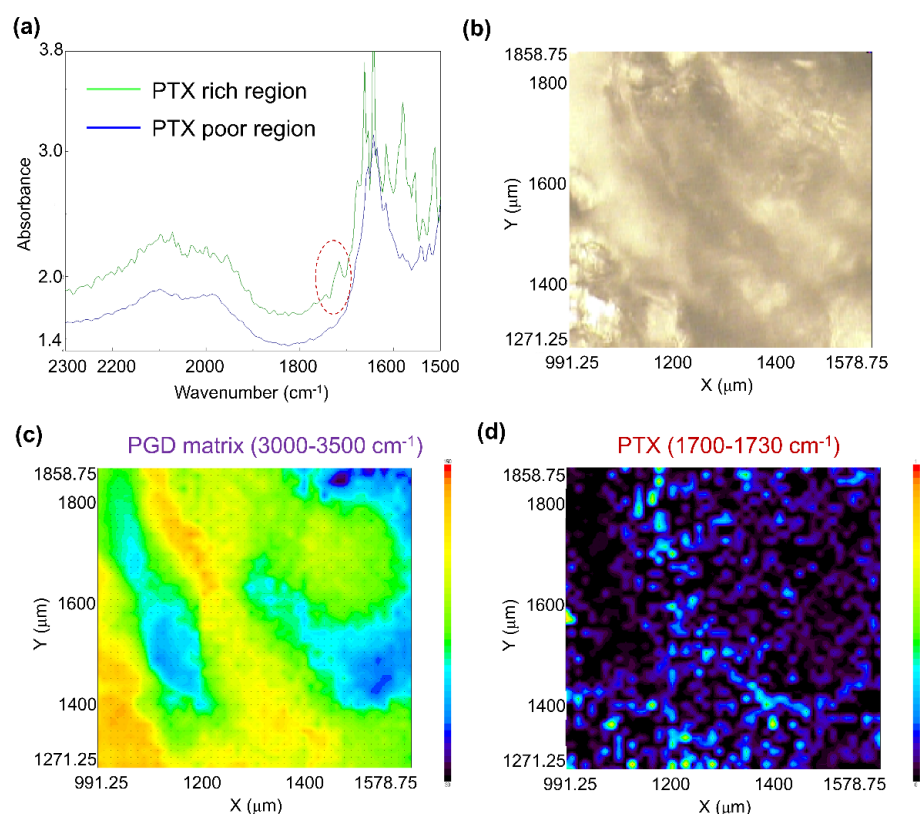 (a)
3.8
3.0
2.0
1.4
Absorbance
PTX rich region
PTX poor region
2300 2200 2000 1800 1600 1500
Wavenumber (cm-1)
(b)
1858.75
1800
1600
1400
1271.25
Y (μm)
991.25 1200 1400 1578.75
X (μm)
(c)
PGD matrix (3000-3500 cm-1)
1858.75
1800
1600
1400
1271.25
Y (μm)
991.25 1200 1400 1578.75
X (μm)
(d)
PTX (1700-1730 cm-1)
1858.75
1800
1600
1400
1271.25
Y (μm)
991.25 1200 1400 1578.75
X (μm)